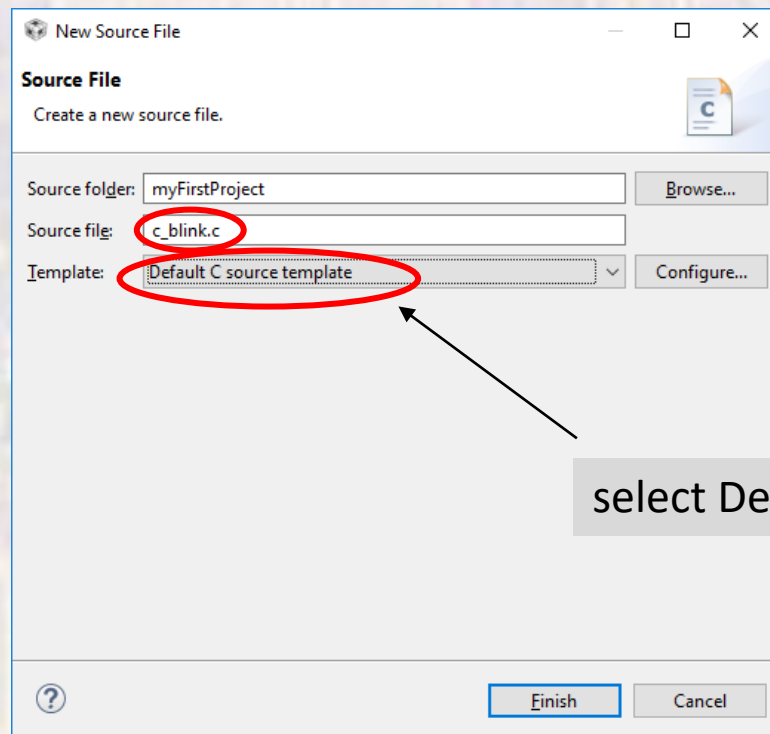 New Source File
Source File
Create a new source file.
C
Source folder: myFirstProject Browse...
Source file: c_blink.c
Template: Default C source template Configure...
select De
? Finish Cancel